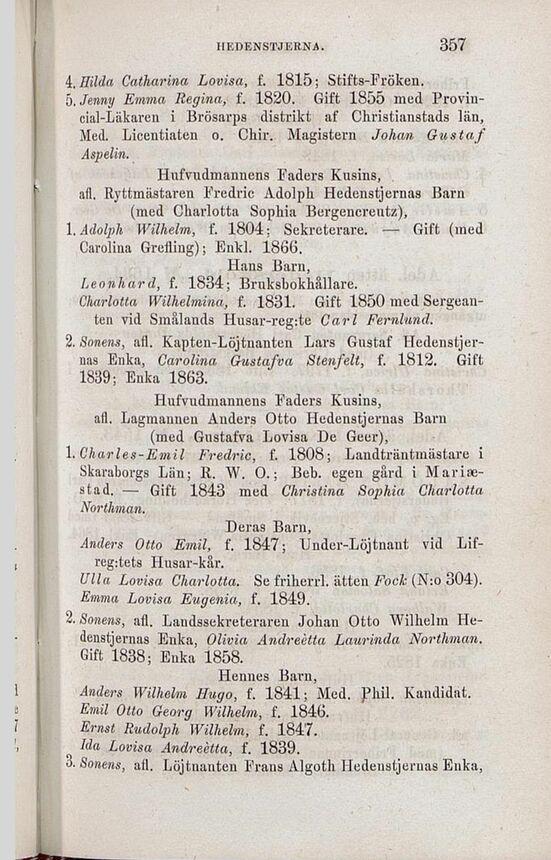 HEDENSTJERNA. 357
4. Hilda Catharina Lovisa, f. 1815; Stifts-Fröken.
5. Jenny Emma Regina, f. 1820. Gift 1855 med Provin-
cial-Läkaren i Brösarps distrikt af Christianstads län,
Med. Licentiaten o. Chir. Magistern Johan Gustaf
Aspelin.
Hufvudmannens Faders Kusins,
afl. Ryttmästaren Fredric Adolph Hedenstjernas Barn
(med Charlotta Sophia Bergencreutz),
1. Adolph Wilhelm, f. 1804; Sekreterare. — Gift (med
Carolina Grefling); Enkl. 1866.
Hans Barn,
Leonhard, f. 1834; Bruksbokhållare.
Charlotta Wilhelmina, f. 1831. Gift 1850 med Sergean-
ten vid Smålands Husar-reg:te Carl Fernlund.
2. Sonens, afl. Kapten-Löjtnanten Lars Gustaf Hedenstjer-
nas Enka, Carolina Gustafva Stenfelt, f. 1812. Gift
1839; Enka 1863.
Hufvudmannens Faders Kusins,
afl. Lagmannen Anders Otto Hedenstjernas Barn
(med Gustafva Lovisa De Geer),
1. Charles-Emil Fredric, f. 1808; Landträntmästare i
Skaraborgs Län; R. W. O.; Beb. egen gård i Mariæ-
stad. — Gift 1843 med Christina Sophia Charlotta
Northman.
Deras Barn,
Anders Otto Emil, f. 1847; Under-Löjtnant vid Lif-
reg:tets Husar-kår.
Ulla Lovisa Charlotta. Se friherrl. ätten Fock (N:o 304).
Emma Lovisa Eugenia, f. 1849.
2. Sonens, afl. Landssekreteraren Johan Otto Wilhelm He-
denstjernas Enka, Olivia Andreètta Laurinda Northman.
Gift 1838; Enka 1858.
Hennes Barn,
Anders Wilhelm Hugo, f. 1841; Med. Phil. Kandidat.
Emil Otto Georg Wilhelm, f. 1846.
Ernst Rudolph Wilhelm, f. 1847.
Ida Lovisa Andreètta, f. 1839.
3. Sonens, afl. Löjtnanten Frans Algoth Hedenstjernas Enka,